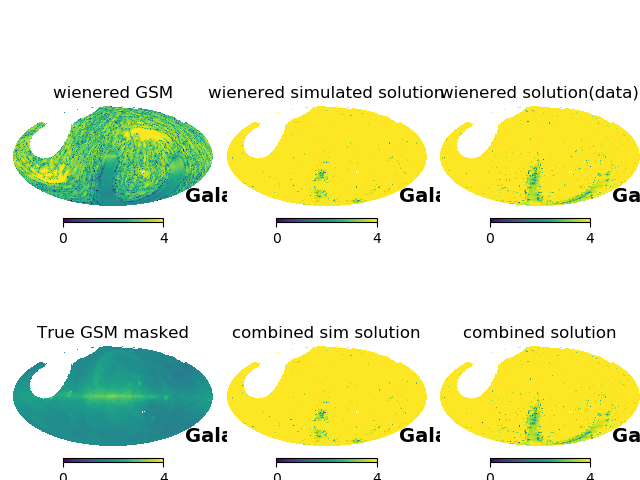 wienered GSM
wienered simulated solution
wienered solution(data)
Gala
Gala
Ga
0 4
0 4
0 4
True GSM masked
combined sim solution
combined solution
Gala
Gala
Ga
0 4
0 4
0 4